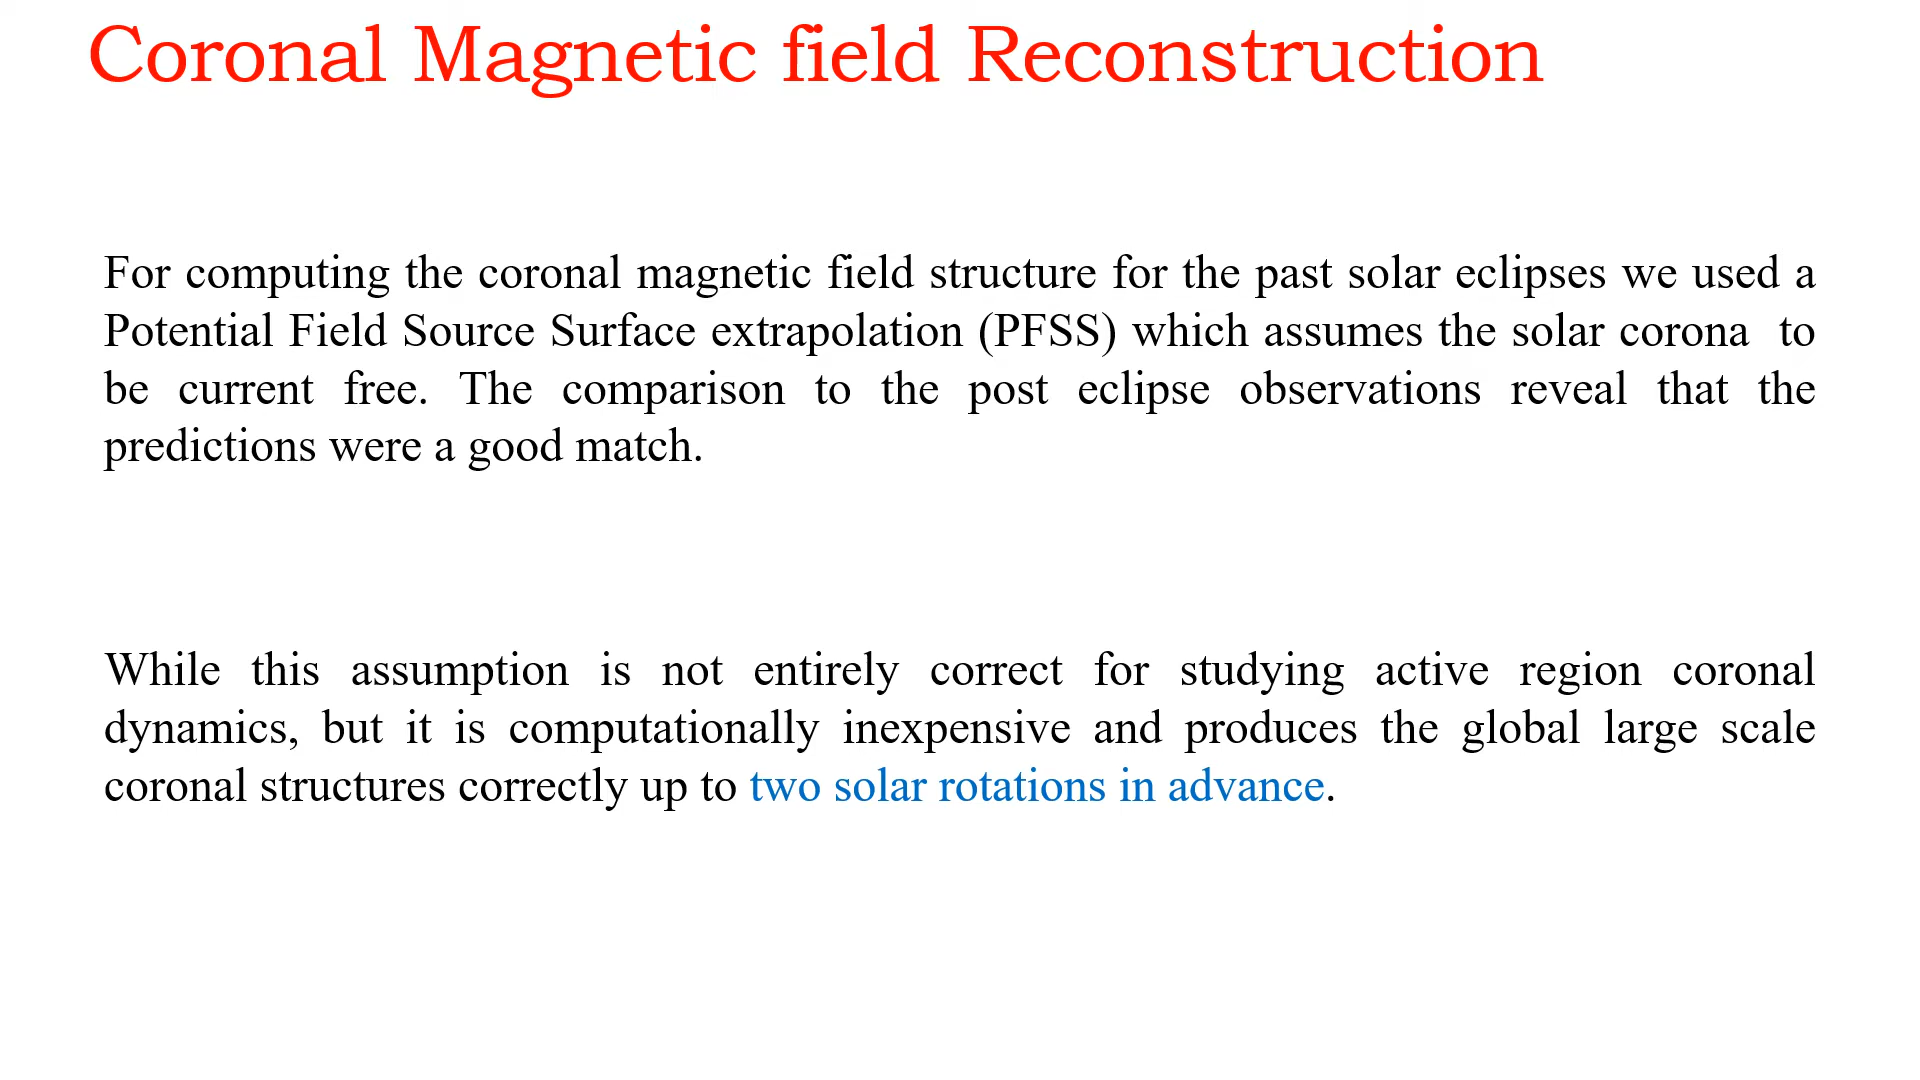 Coronal Magnetic field Reconstruction
For computing the coronal magnetic field structure for the past solar eclipses we used a
Potential Field Source Surface extrapolation (PFSS) which assumes the solar corona to
be current free. The comparison to the post eclipse observations reveal that the
predictions were a good match.
While this assumption is not entirely correct for studying active region coronal
dynamics, but it is computationally inexpensive and produces the global large scale
coronal structures correctly up to two solar rotations in advance.